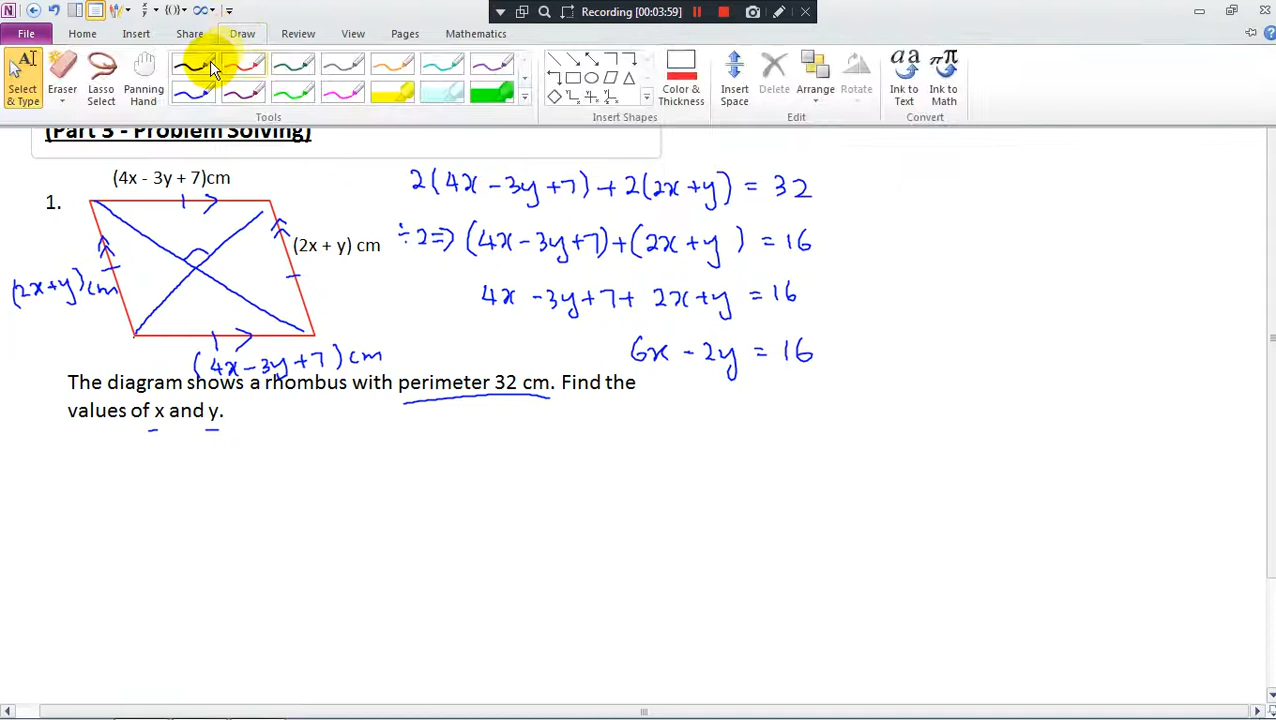 Recording [00:03:59]
File Home Insert Share Draw Review View Pages Mathematics
Select & Type
Eraser
Lasso Select
Panning Hand
Color & Thickness
Insert Space
Delete
Arrange
Rotate
Ink to Text
Ink to Math
Tools
Insert Shapes
Edit
Convert
(Part 3 - Problem Solving)
(4x - 3y + 7)cm
1.
(2x + y) cm
(2x+y)cm
(4x-3y+7)cm
The diagram shows a rhombus with perimeter 32 cm. Find the
values of x and y.
2(4x-3y+7)+2(2x+y) = 32
÷2⇒ (4x-3y+7)+(2x+y) = 16
4x -3y+7+ 2x+y = 16
6x - 2y = 16